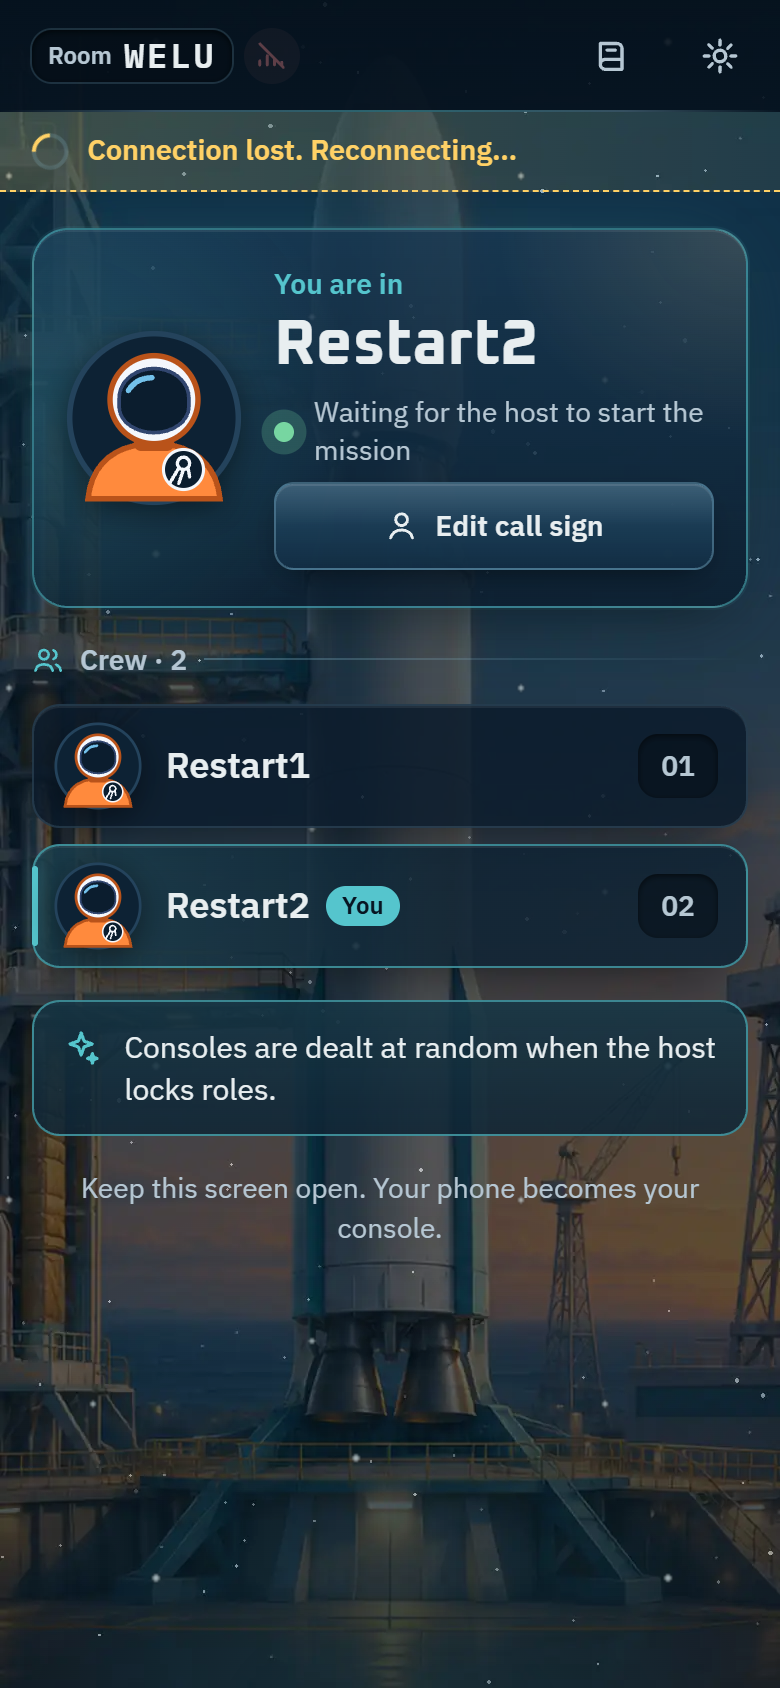 Room WELU
Connection lost. Reconnecting...
You are in
Restart2
Waiting for the host to start the
mission
Edit call sign
Crew · 2
Restart1
01
Restart2 You
02
Consoles are dealt at random when the host
locks roles.
Keep this screen open. Your phone becomes your
console.